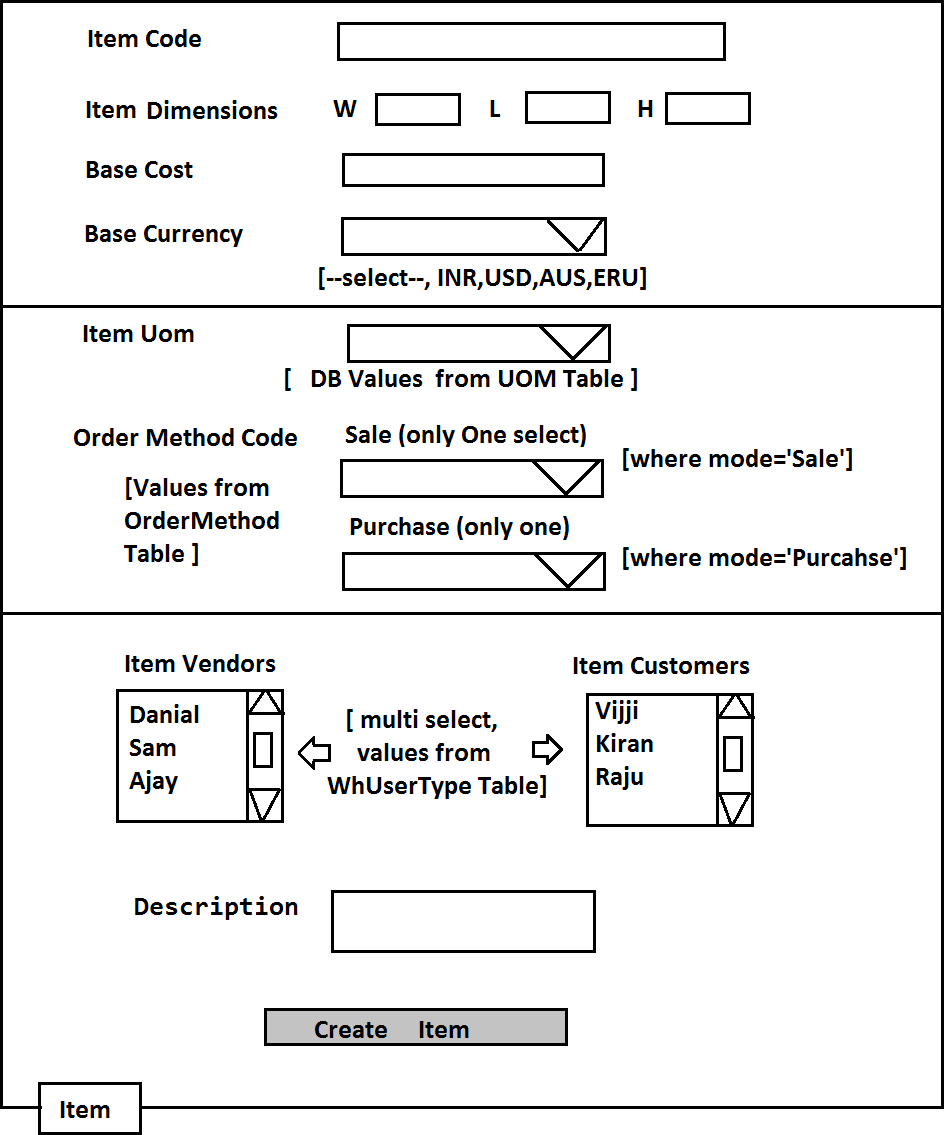 Item Code
Item Dimensions W L H
Base Cost
Base Currency
[--select--, INR,USD,AUS,ERU]
Item Uom
[ DB Values from UOM Table ]
Order Method Code
Sale (only One select)
[where mode='Sale']
[Values from
OrderMethod
Table ]
Purchase (only one)
[where mode='Purcahse']
Item Vendors
Danial
Sam
Ajay
[ multi select,
values from
WhUserType Table]
Item Customers
Vijji
Kiran
Raju
Description
Create Item
Item